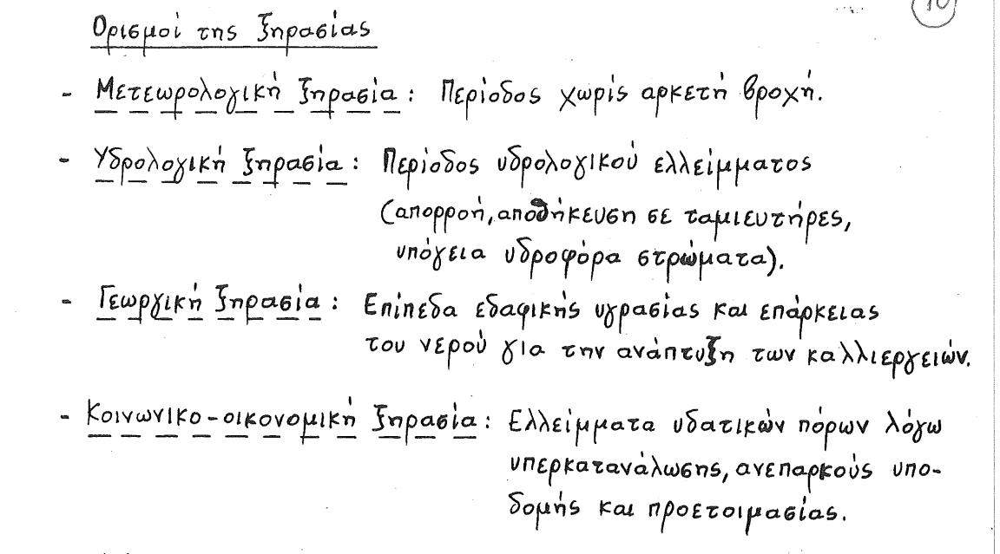 10
Ορισμοί της ξηρασίας
- Μετεωρολογική ξηρασία: Περίοδος χωρίς αρκετή βροχή.
- Υδρολογική ξηρασία: Περίοδος υδρολογικού ελλείμματος
(απορροή, αποθήκευση σε ταμιευτήρες,
υπόγεια υδροφόρα στρώματα).
- Γεωργική ξηρασία: Επίπεδα εδαφικής υγρασίας και επάρκειας
του νερού για την ανάπτυξη των καλλιεργειών.
- Κοινωνικο-οικονομική ξηρασία: Ελλείμματα υδατικών πόρων λόγω
υπερκατανάλωσης, ανεπαρκούς υπο-
δομής και προετοιμασίας.